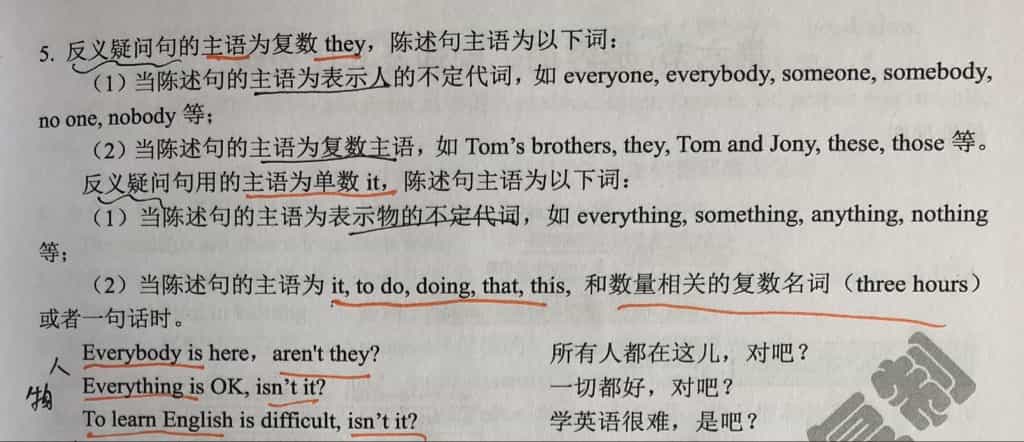 5. 反义疑问句的主语为复数 they，陈述句主语为以下词：
（1）当陈述句的主语为表示人的不定代词，如 everyone, everybody, someone, somebody,
no one, nobody 等；
（2）当陈述句的主语为复数主语，如 Tom’s brothers, they, Tom and Jony, these, those 等。
反义疑问句用的主语为单数 it，陈述句主语为以下词：
（1）当陈述句的主语为表示物的不定代词，如 everything, something, anything, nothing
等；
（2）当陈述句的主语为 it, to do, doing, that, this, 和数量相关的复数名词（three hours）
或者一句话时。
人 Everybody is here，aren't they? 所有人都在这儿，对吧？
物 Everything is OK, isn’t it? 一切都好，对吧？
To learn English is difficult, isn’t it? 学英语很难，是吧？
制